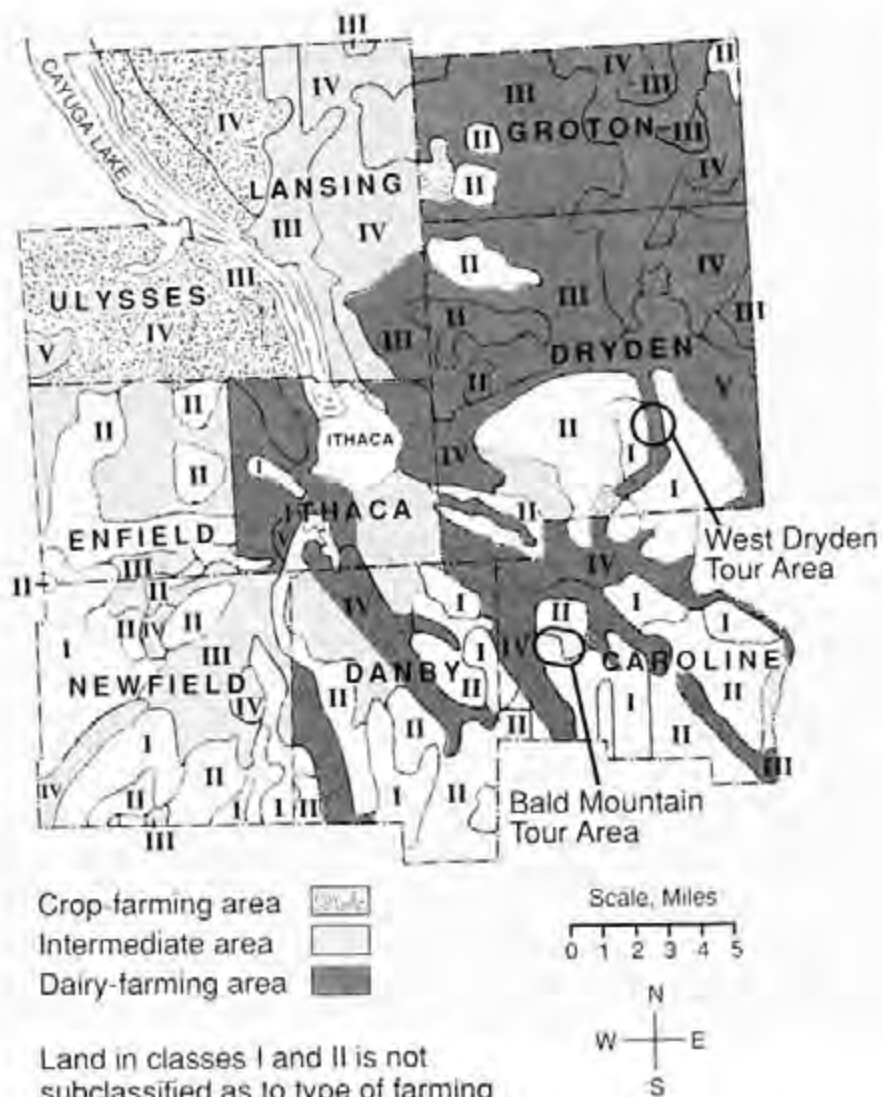 III
CAYUGA LAKE
IV
IV
III
IV
III
II
II
GROTON
III
II
LANSING
IV
III
IV
II
III
IV
ULYSSES
III
IV
V
III
II
III
DRYDEN
II
V
II
II
ITHACA
IV
II
I
I
II
I
ITHACA
II
V
ENFIELD
III
II
II
West Dryden
Tour Area
IV
IV
I
II
I
I
I
II
IV
II
III
I
IV
CAROLINE
NEWFIELD
DANBY
II
II
II
IV
I
II
I
II
II
II
IV
II
I
I
II
I
II
III
III
Bald Mountain
Tour Area
Crop-farming area
Intermediate area
Dairy-farming area
Scale, Miles
0 1 2 3 4 5
N
W E
S
Land in classes I and II is not
subclassified as to type of farming